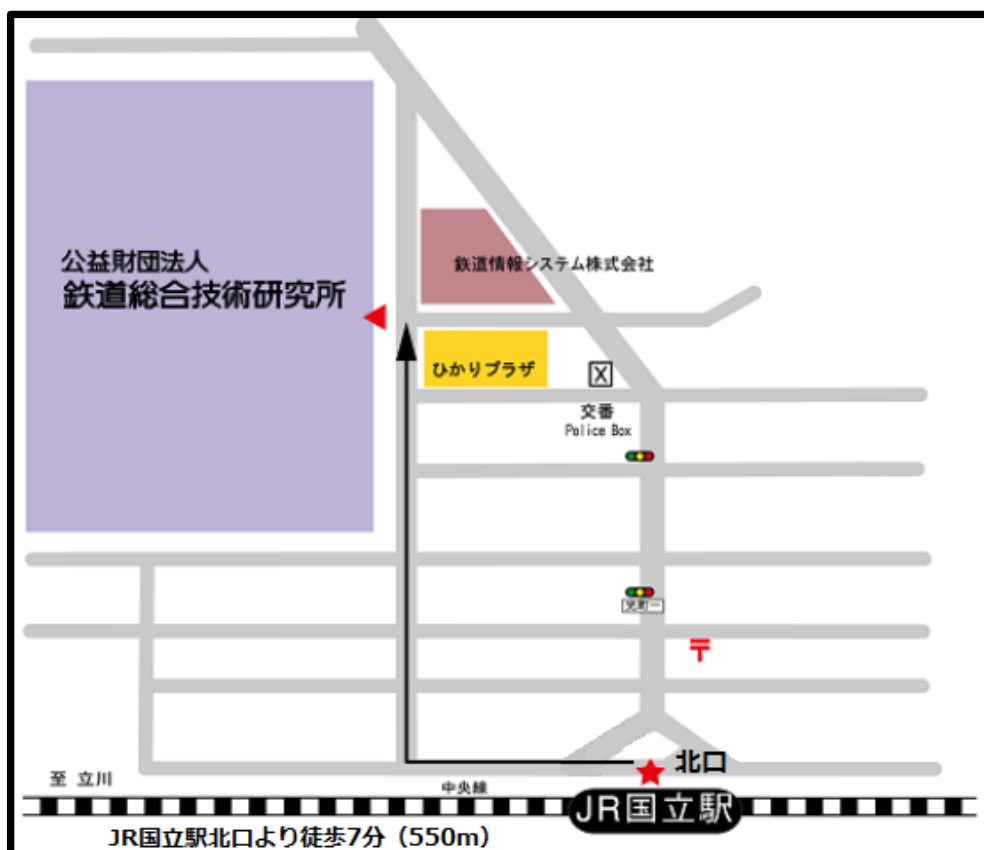 公益財団法人
鉄道総合技術研究所
鉄道情報システム株式会社
ひかりプラザ
X
交番
Police Box
光町一
〒
北口
至 立川
中央線
JR国立駅
JR国立駅北口より徒歩7分（550m）